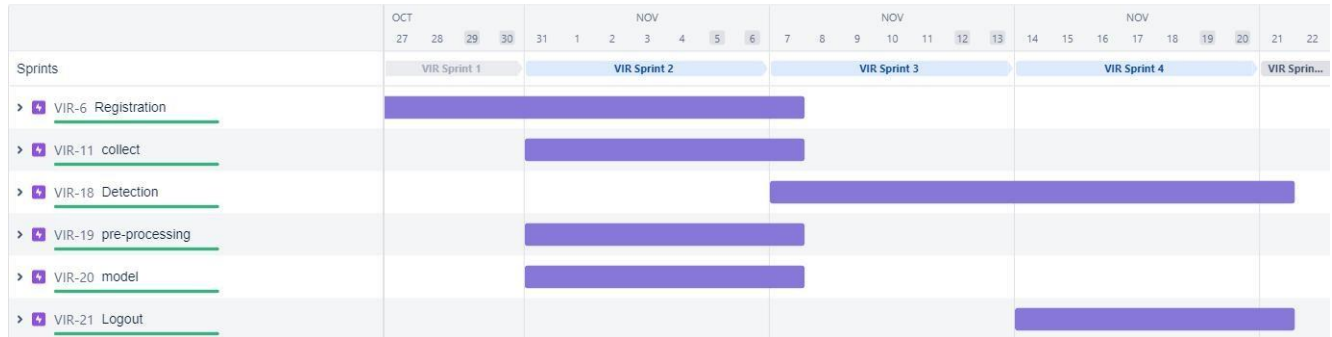 OCT NOV NOV NOV
27 28 29 30 31 1 2 3 4 5 6 7 8 9 10 11 12 13 14 15 16 17 18 19 20 21 22
Sprints VIR Sprint 1 VIR Sprint 2 VIR Sprint 3 VIR Sprint 4 VIR Sprin...
VIR-6 Registration
VIR-11 collect
VIR-18 Detection
VIR-19 pre-processing
VIR-20 model
VIR-21 Logout